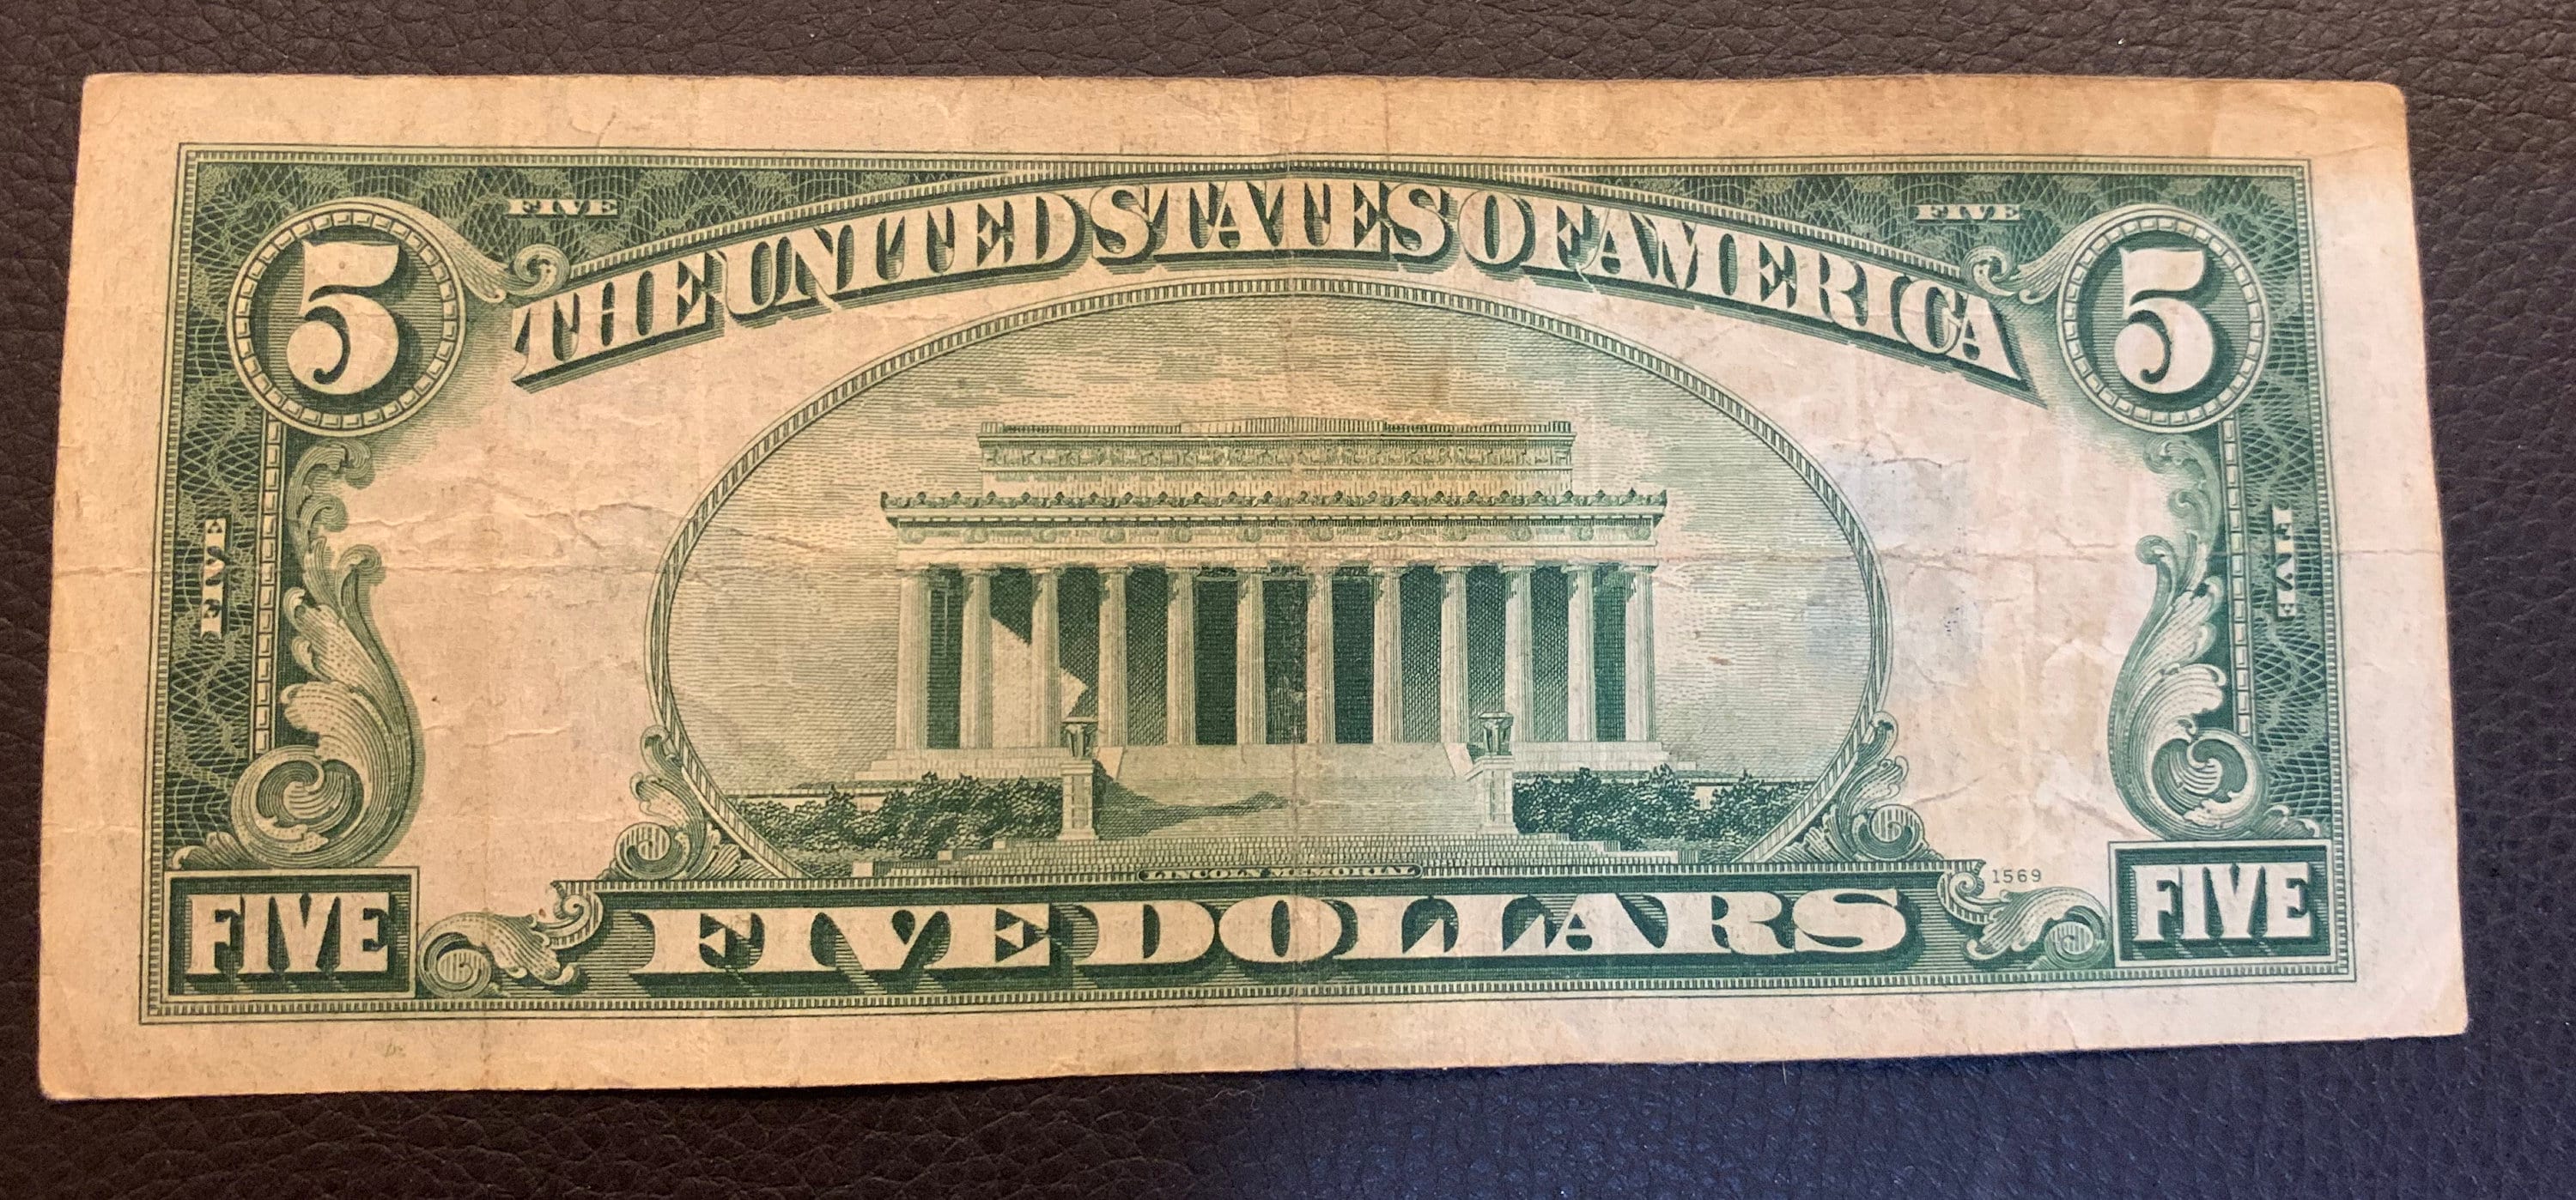 FIVE FIVE
5 THE UNITED STATES OF AMERICA 5
FIVE FIVE
LINCOLN MEMORIAL
1569
FIVE FIVE DOLLARS FIVE